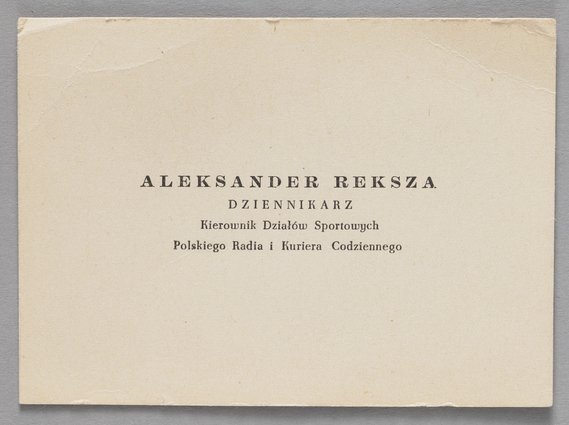 ALEKSANDER REKSZA
DZIENNIKARZ
Kierownik Działów Sportowych
Polskiego Radia i Kuriera Codziennego